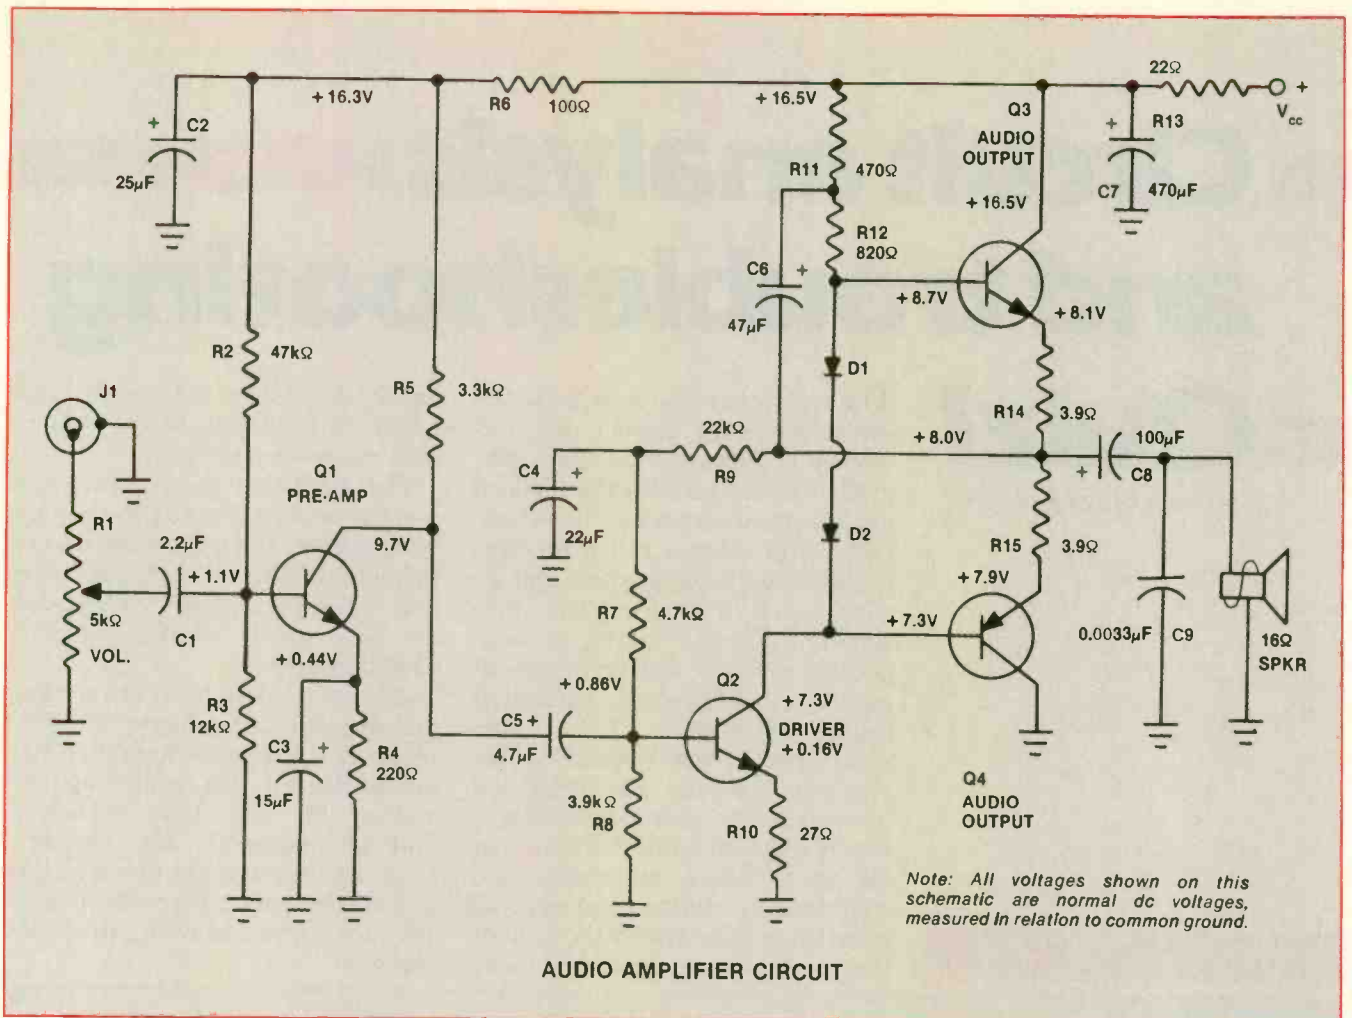 22Ω
+ 16.3V
R6
100Ω
+ 16.5V
Q3
AUDIO
OUTPUT
R13
+
V
cc
+
C2
25μF
R11
470Ω
+
C7
470μF
+ 16.5V
R12
820Ω
C6
+
47μF
+ 8.7V
+ 8.1V
R2
47kΩ
R5
3.3kΩ
D1
J1
R14
3.9Ω
22kΩ
R9
+ 8.0V
100μF
+
C8
C4
+
22μF
Q1
PRE-AMP
9.7V
R1
5kΩ
VOL.
2.2μF
+ 1.1V
C1
D2
R15
3.9Ω
+ 7.9V
R7
4.7kΩ
+ 7.3V
0.0033μF
C9
16Ω
SPKR
+ 0.44V
+ 0.86V
Q2
+ 7.3V
DRIVER
+ 0.16V
R3
12kΩ
C3
+
15μF
R4
220Ω
C5 +
4.7μF
3.9kΩ
R8
R10
27Ω
Q4
AUDIO
OUTPUT
Note: All voltages shown on this
schematic are normal dc voltages,
measured in relation to common ground.
AUDIO AMPLIFIER CIRCUIT